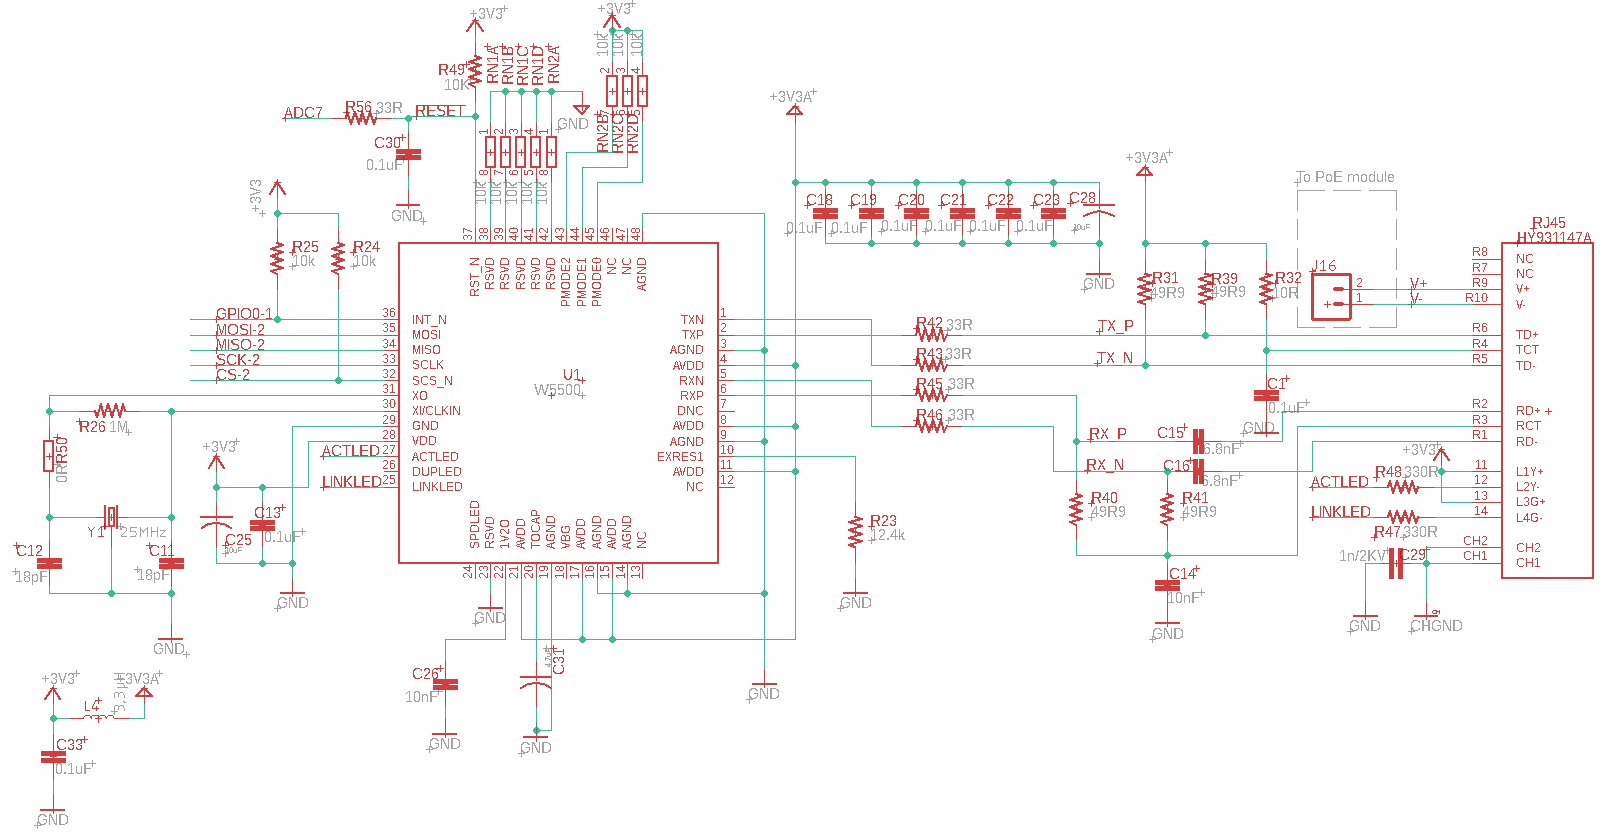 +3V3
+3V3
R49
10K
RN1A
RN1B
RN1C
RN1D
RN2A
10k
10k
10k
ADC7
R56
33R
RESET
GND
RN2B
RN2C
RN2D
C30
0.1uF
GND
10k
10k
10k
10k
10k
+3V3A
+3V3A
To PoE module
+3V3
R25
10k
R24
10k
C18
0.1uF
C19
0.1uF
C20
0.1uF
C21
0.1uF
C22
0.1uF
C23
0.1uF
C28
10uF
GND
R31
49R9
R39
49R9
R32
10R
J16
2
1
V+
V-
RJ45
HY931147A
R8 NC
R7 NC
R9 V+
R10 V-
R6 TD+
R4 TCT
R5 TD-
R2 RD+
R3 RCT
R1 RD-
11 L1Y+
12 L2Y-
13 L3G+
14 L4G-
CH2 CH2
CH1 CH1
37 RST_N
38 RSVD
39 RSVD
40 RSVD
41 RSVD
42 RSVD
43 PMODE2
44 PMODE1
45 PMODE0
46 NC
47 NC
48 AGND
GPIO0-1
MOSI-2
MISO-2
SCK-2
CS-2
36 INT_N
35 MOSI
34 MISO
33 SCLK
32 SCS_N
31 XO
30 XI/CLKIN
29 GND
28 VDD
27 ACTLED
26 DUPLED
25 LINKLED
U1
W5500
TXN 1
TXP 2
AGND 3
AVDD 4
RXN 5
RXP 6
DNC 7
AVDD 8
AGND 9
EXRES1 10
AVDD 11
NC 12
24 SPDLED
23 RSVD
22 1V2O
21 AVDD
20 TOCAP
19 AGND
18 VBG
17 AVDD
16 AGND
15 AVDD
14 AGND
13 NC
R42 33R
R43 33R
R45 33R
R46 33R
TX_P
TX_N
RX_P
RX_N
C1
0.1uF
GND
C15
6.8nF
C16
6.8nF
R40
49R9
R41
49R9
C14
10nF
GND
+3V3
ACTLED
R48 330R
LINKLED
R47 330R
1n/2KV
C29
GND
CHGND
R26 1M
R50
0R
Y1
25MHz
C12
18pF
C11
18pF
GND
+3V3
ACTLED
LINKLED
C25
10uF
C13
0.1uF
GND
GND
R23
12.4k
GND
C26
10nF
GND
C31
4.7uF
GND
GND
+3V3
+3V3A
L4
3,3uH
C33
0.1uF
GND